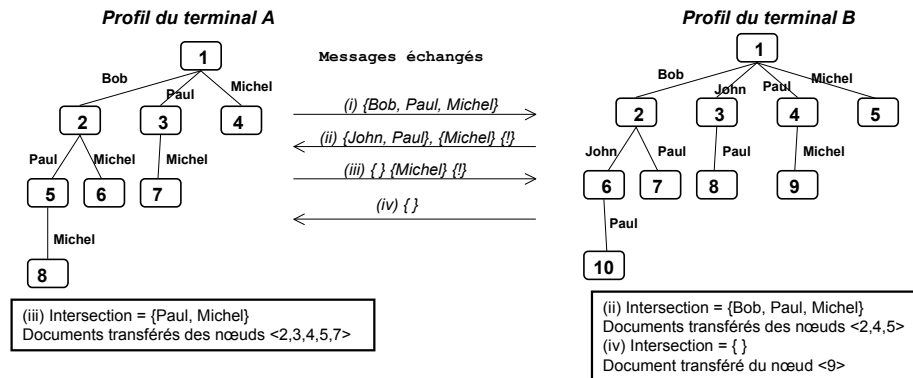 Profil du terminal A
Profil du terminal B
Messages échangés
1
Bob
Paul
Michel
2
3
4
Paul
Michel
Michel
5
6
7
Michel
8
(i) {Bob, Paul, Michel}
(ii) {John, Paul}, {Michel} {!}
(iii) { } {Michel} {!}
(iv) { }
1
Bob
John
Paul
Michel
2
3
4
5
John
Paul
Paul
Michel
6
7
8
9
Paul
10
(iii) Intersection = {Paul, Michel}
Documents transférés des nœuds <2,3,4,5,7>
(ii) Intersection = {Bob, Paul, Michel}
Documents transférés des nœuds <2,4,5>
(iv) Intersection = { }
Document transféré du nœud <9>